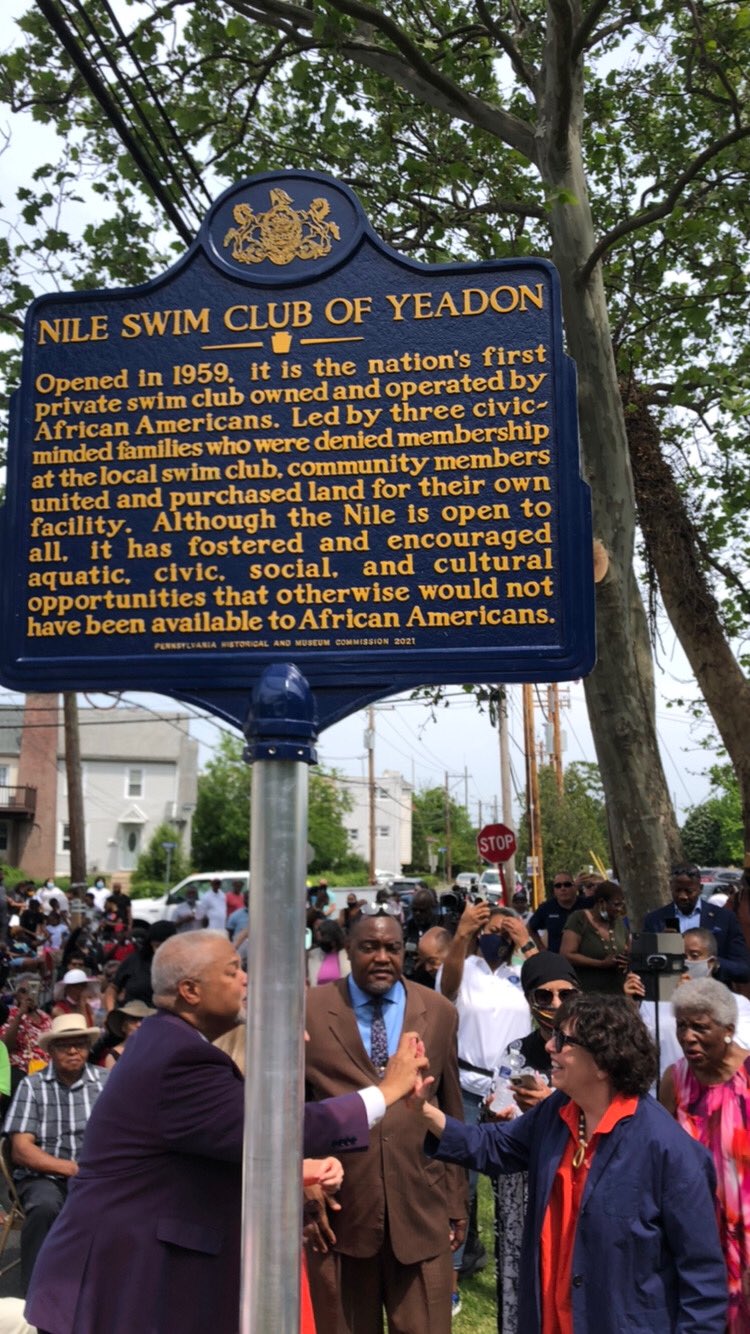 NILE SWIM CLUB OF YEADON
Opened in 1959, it is the nation's first
private swim club owned and operated by
African Americans. Led by three civic-
minded families who were denied membership
at the local swim club, community members
united and purchased land for their own
facility. Although the Nile is open to
all, it has fostered and encouraged
aquatic, civic, social, and cultural
opportunities that otherwise would not
have been available to African Americans.
PENNSYLVANIA HISTORICAL AND MUSEUM COMMISSION 2021
STOP